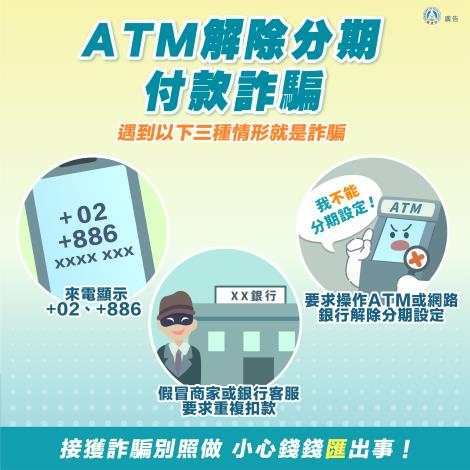 廣告
ATM解除分期
付款詐騙
遇到以下三種情形就是詐騙
+02
+886
xxxx xxx
來電顯示
+02、+886
XX銀行
假冒商家或銀行客服
要求重複扣款
我不能
分期設定！
ATM
要求操作ATM或網路
銀行解除分期設定
接獲詐騙別照做 小心錢錢匯出事！